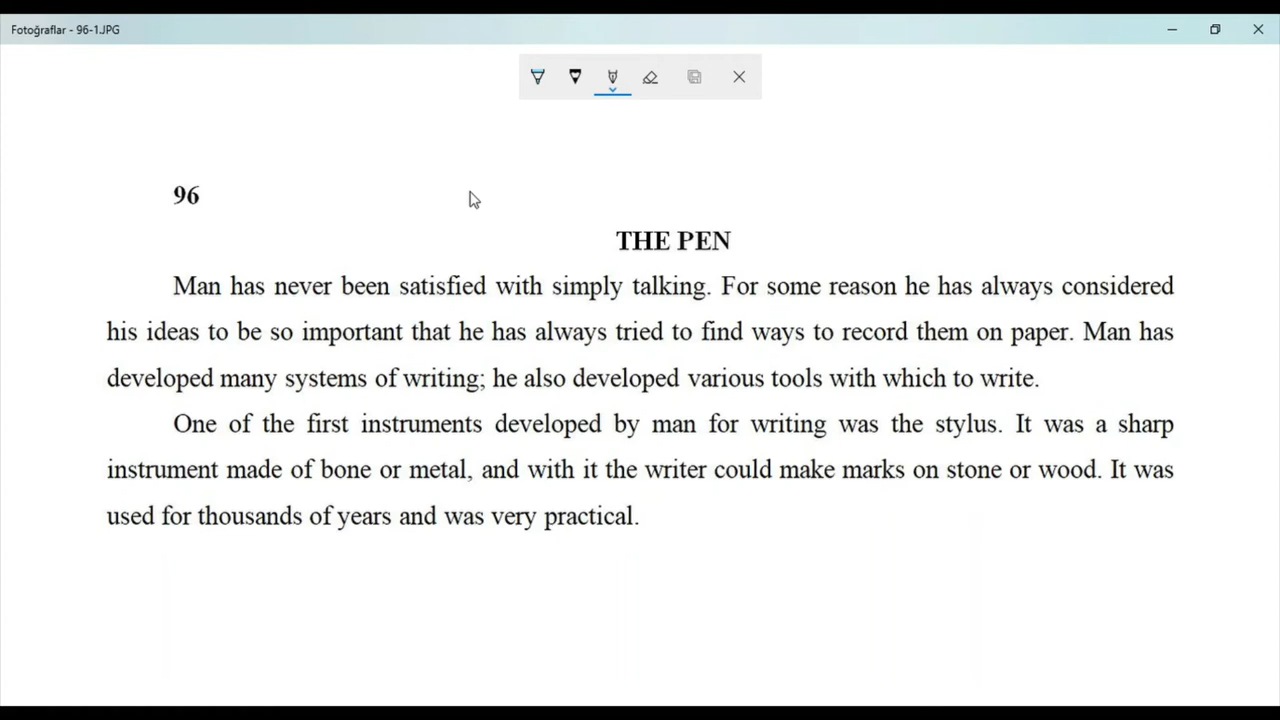 Fotoğraflar - 96-1.JPG
96
THE PEN
Man has never been satisfied with simply talking. For some reason he has always considered
his ideas to be so important that he has always tried to find ways to record them on paper. Man has
developed many systems of writing; he also developed various tools with which to write.
One of the first instruments developed by man for writing was the stylus. It was a sharp
instrument made of bone or metal, and with it the writer could make marks on stone or wood. It was
used for thousands of years and was very practical.